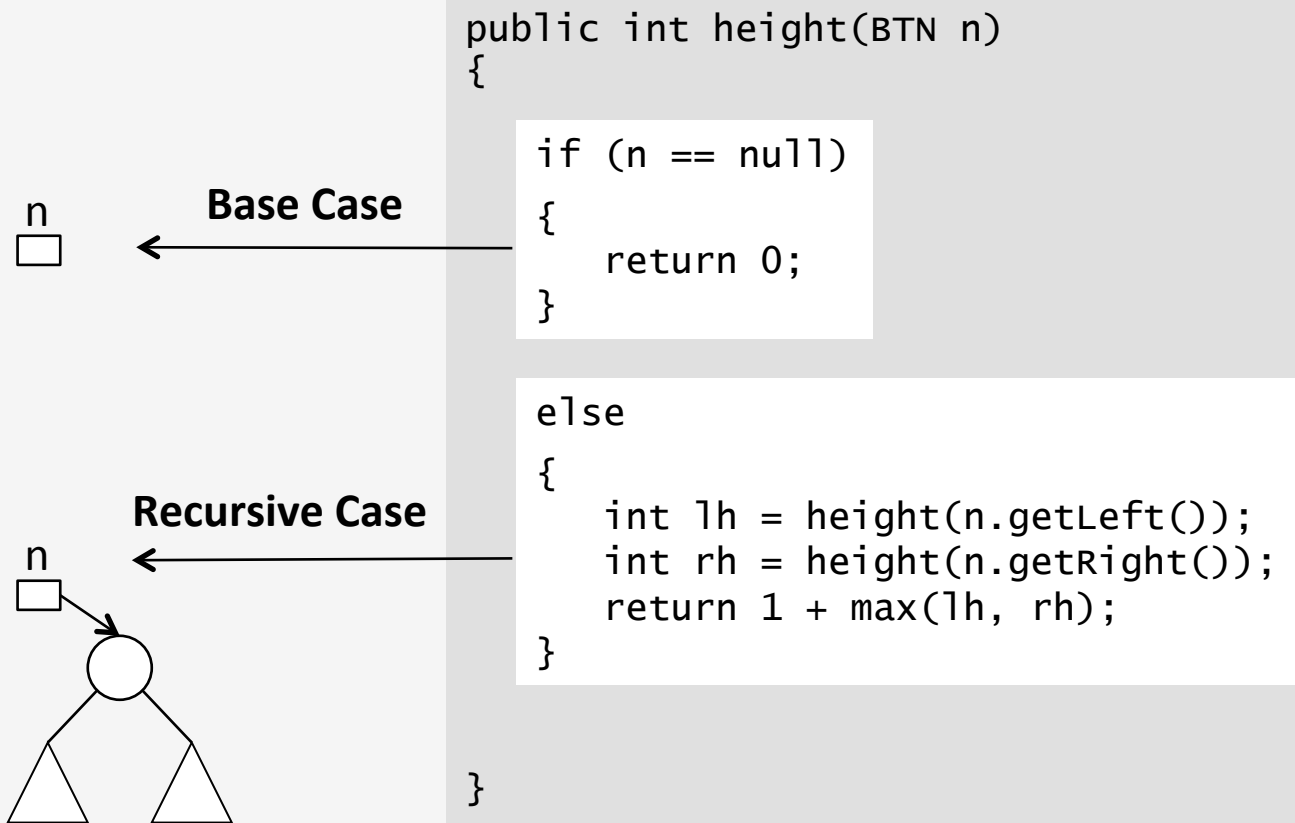 public int height(BTN n)
{
if (n == null)
{
return 0;
}
Base Case
n
else
{
int lh = height(n.getLeft());
int rh = height(n.getRight());
return 1 + max(lh, rh);
}
Recursive Case
n
}